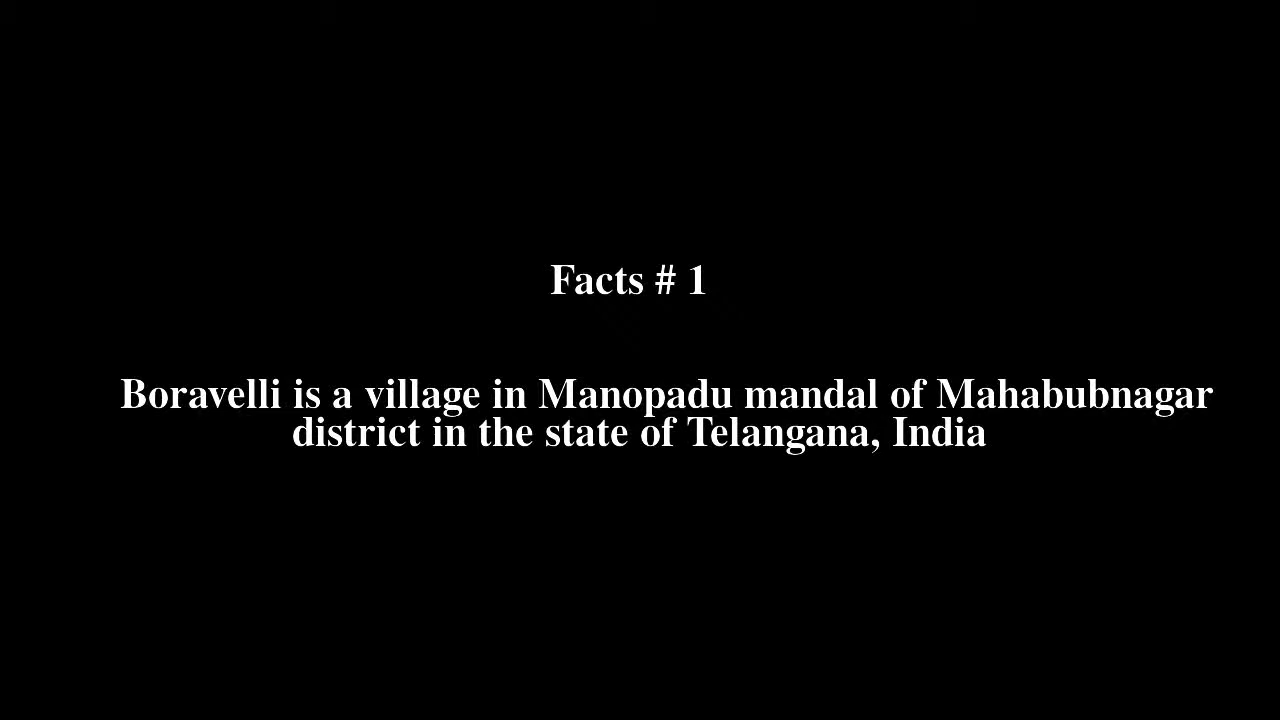 Facts # 1
Boravelli is a village in Manopadu mandal of Mahabubnagar
district in the state of Telangana, India